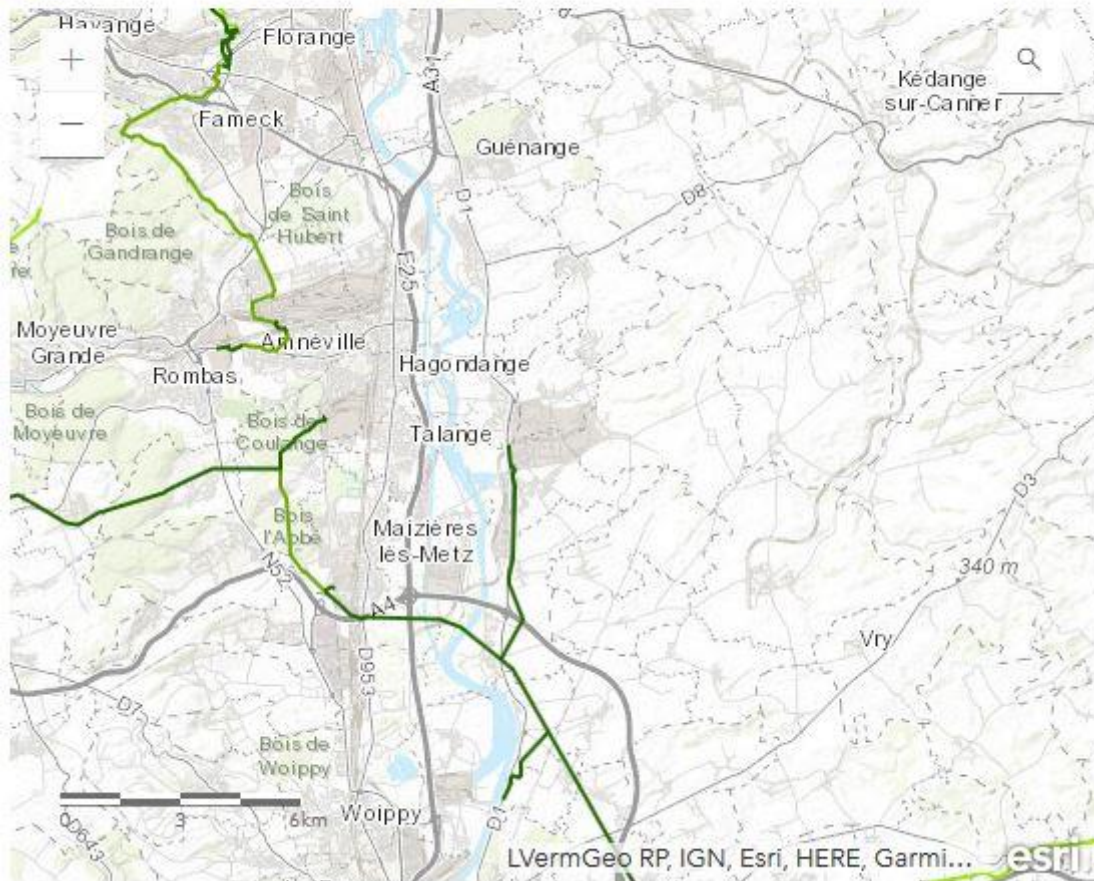 Hayange
Florange
+
−
Fameck
A31
Guénange
Kédange
sur-Canner
D1
D8
Bois
de Saint
Hubert
Bois de
Gandrange
E25
Moyeuvre
Grande
Amnéville
Hagondange
Rombas
Bois de
Moyeuvre
Bois de
Coulange
Talange
D3
Bois
l'Abbé
Maizières
lès-Metz
N52
340 m
A4
Vry
D953
D7
Bois de
Woippy
0
3
6km
Woippy
D1
D643
LVermGeo RP, IGN, Esri, HERE, Garmi...
esri